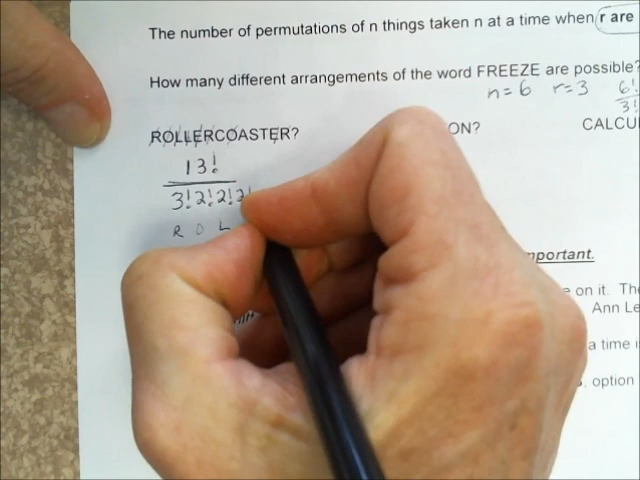 The number of permutations of n things taken n at a time when r are
How many different arrangements of the word FREEZE are possible?
n=6 r=3 6!
3!
ROLLERCOASTER? ON? CALCU
13!
3!2!2!2!
R O L
portant.
e on it. The
Ann Le
a time i
, option